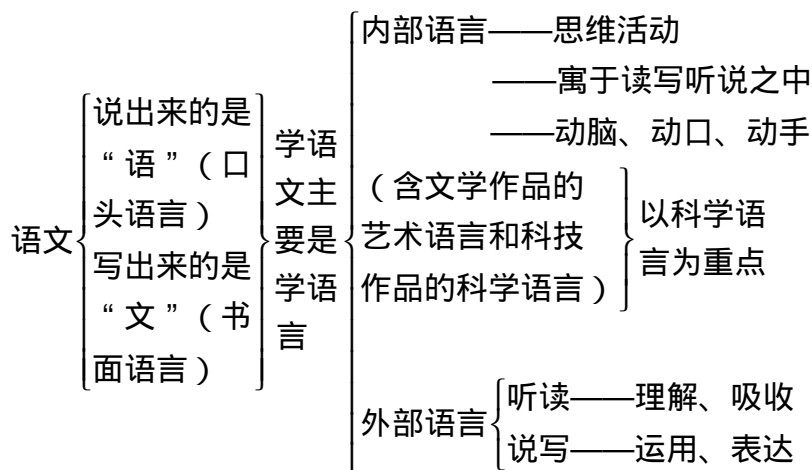 语文
说出来的是
“语”（口
头语言）
写出来的是
“文”（书
面语言）
学语
文主
要是
学语
言
内部语言——思维活动
——寓于读写听说之中
——动脑、动口、动手
（含文学作品的
艺术语言和科技
作品的科学语言）
以科学语
言为重点
外部语言
听读——理解、吸收
说写——运用、表达